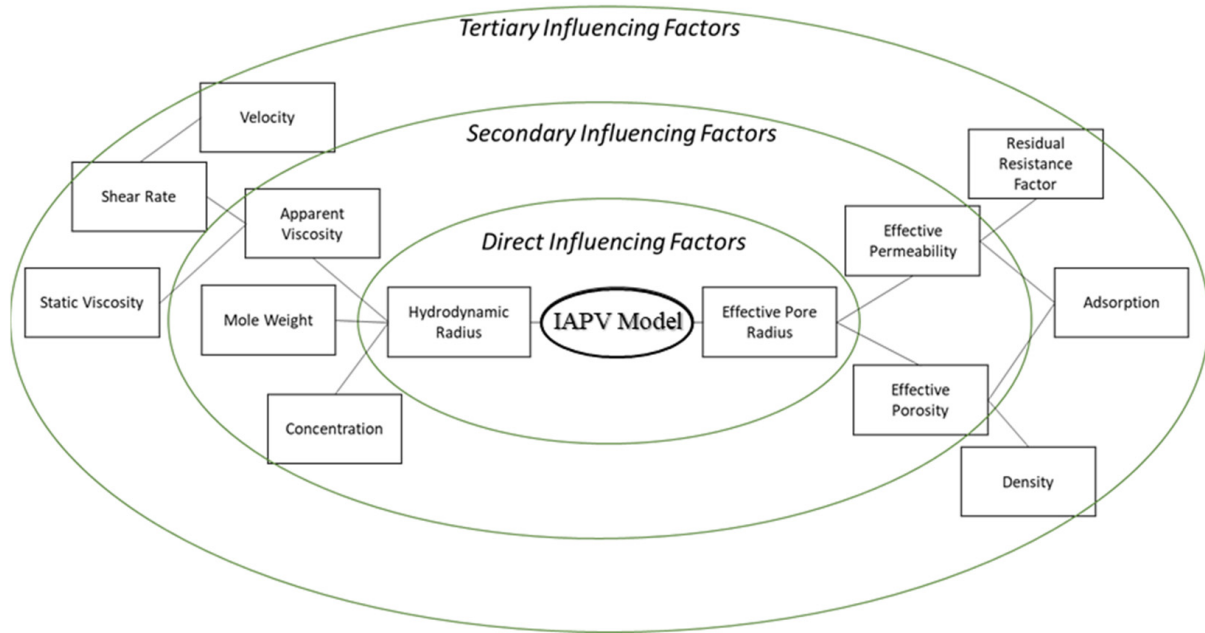 Tertiary Influencing Factors
Velocity
Secondary Influencing Factors
Residual
Resistance
Factor
Shear Rate
Apparent
Viscosity
Direct Influencing Factors
Effective
Permeability
Static Viscosity
Mole Weight
Hydrodynamic
Radius
IAPV Model
Effective Pore
Radius
Adsorption
Concentration
Effective
Porosity
Density